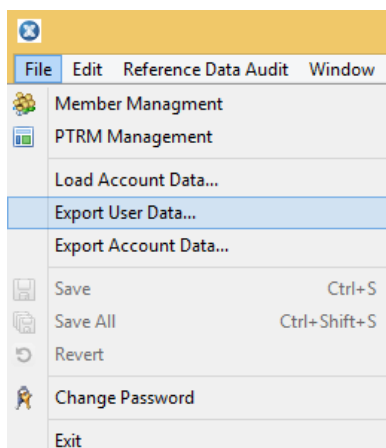 File Edit Reference Data Audit Window
Member Managment
PTRM Management
Load Account Data...
Export User Data...
Export Account Data...
Save Ctrl+S
Save All Ctrl+Shift+S
Revert
Change Password
Exit